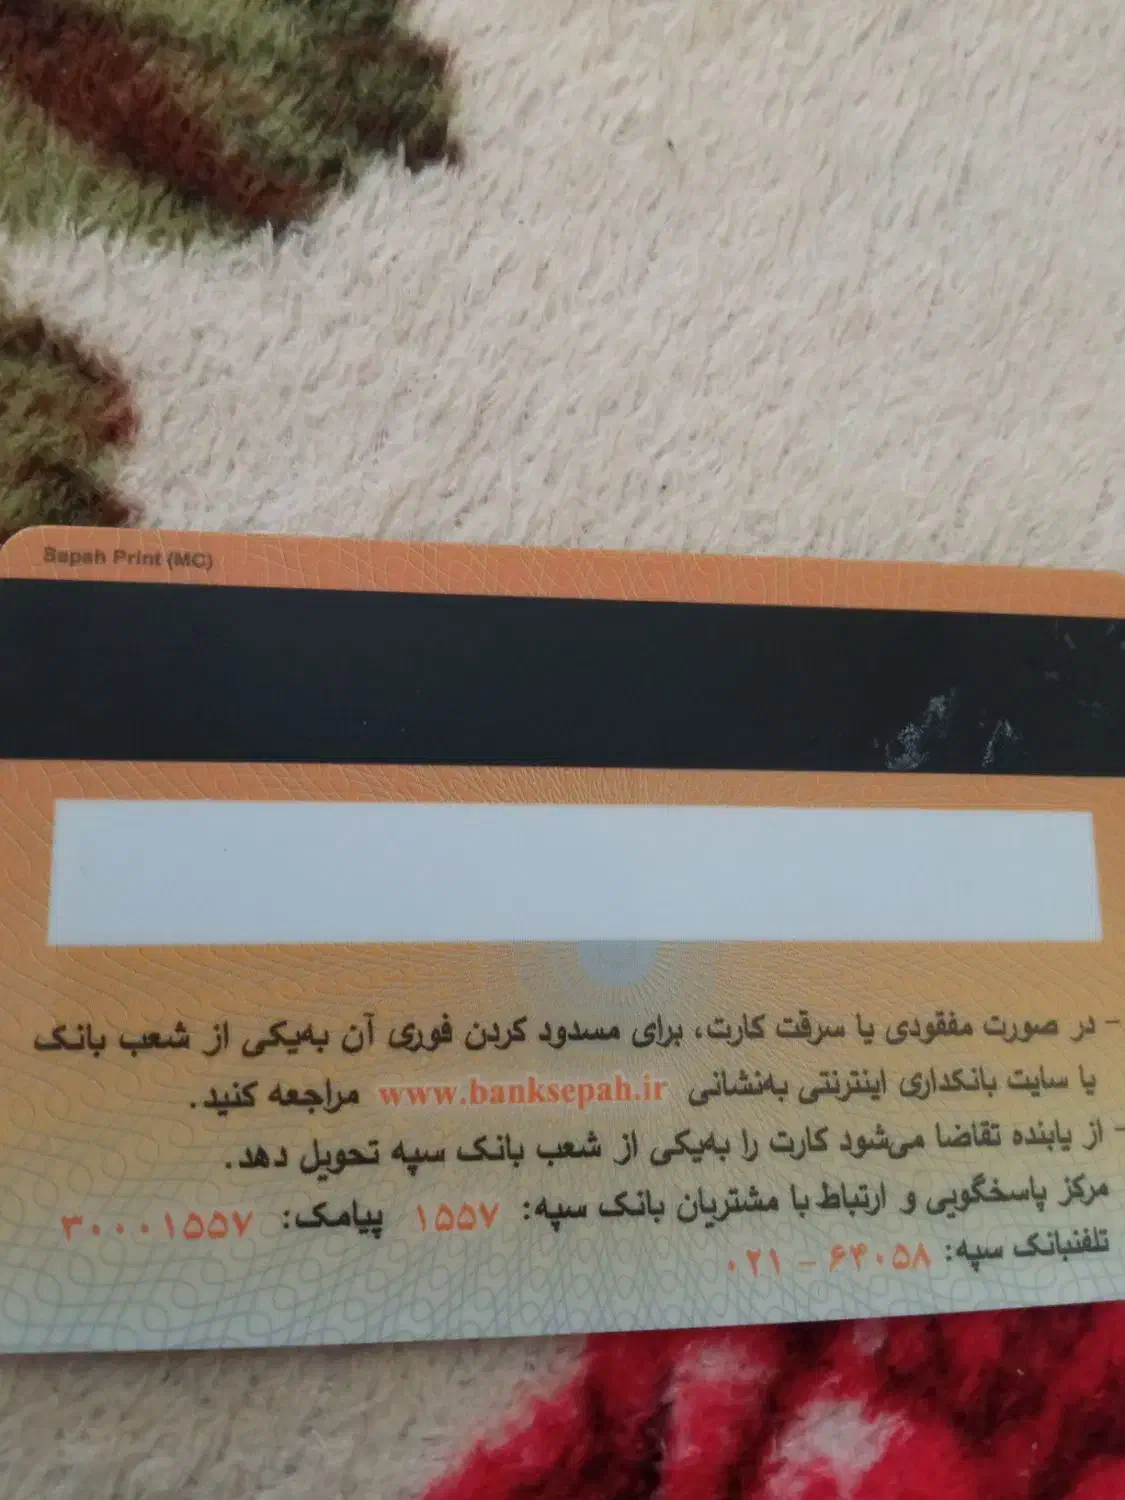 Sapah Print (MC)
- در صورت مفقودی یا سرقت کارت، برای مسدود کردن فوری آن به‌یکی از شعب بانک
یا سایت بانکداری اینترنتی به‌نشانی www.banksepah.ir مراجعه کنید.
- از یابنده تقاضا می‌شود کارت را به‌یکی از شعب بانک سپه تحویل دهد.
مرکز پاسخگویی و ارتباط با مشتریان بانک سپه: ۱۵۵۷ پیامک: ۳۰۰۰۱۵۵۷
تلفنبانک سپه: ۶۴۰۵۸ - ۰۲۱